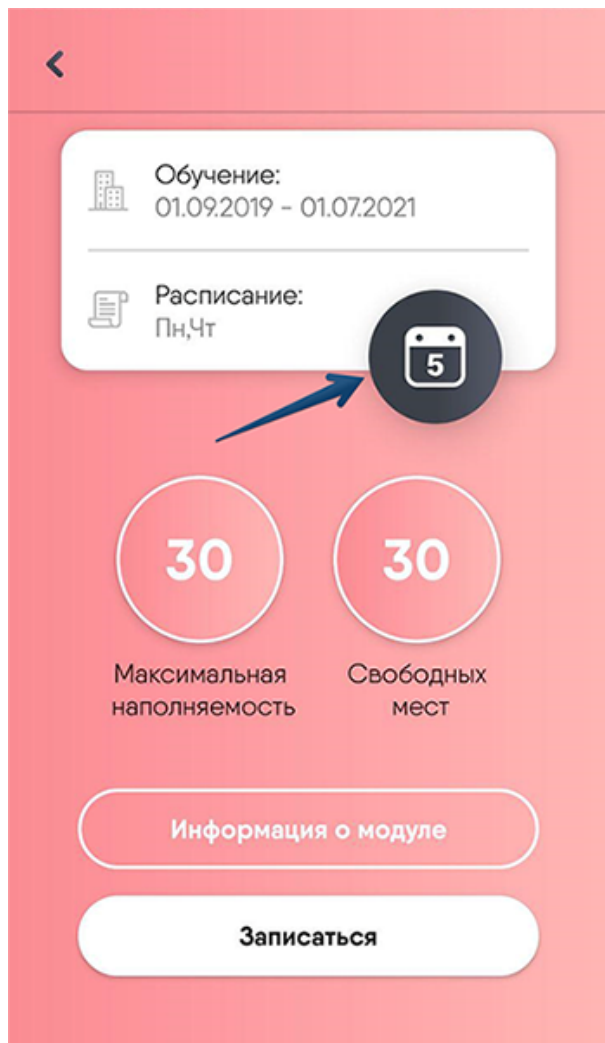 Обучение:
01.09.2019 - 01.07.2021
Расписание:
Пн,Чт
5
30
30
Максимальная
наполняемость
Свободных
мест
Информация о модуле
Записаться